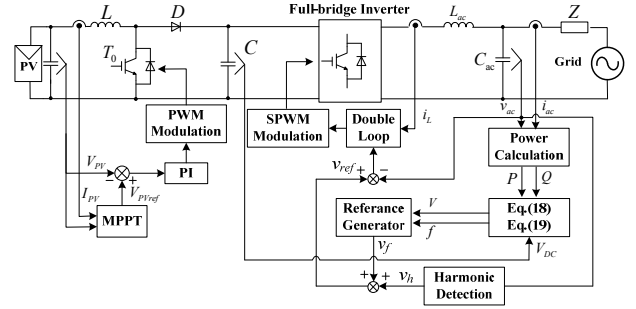 Full-bridge Inverter
L
D
L_ac
Z
PV
T_0
C
C_ac
Grid
PWM
Modulation
SPWM
Modulation
Double
Loop
i_L
v_ac
i_ac
Power
Calculation
V_PV
−
+
PI
v_ref
+
−
P
Q
I_PV
V_PVref
MPPT
Referance
Generator
V
f
Eq.(18)
Eq.(19)
v_f
V_DC
+
+
v_h
Harmonic
Detection